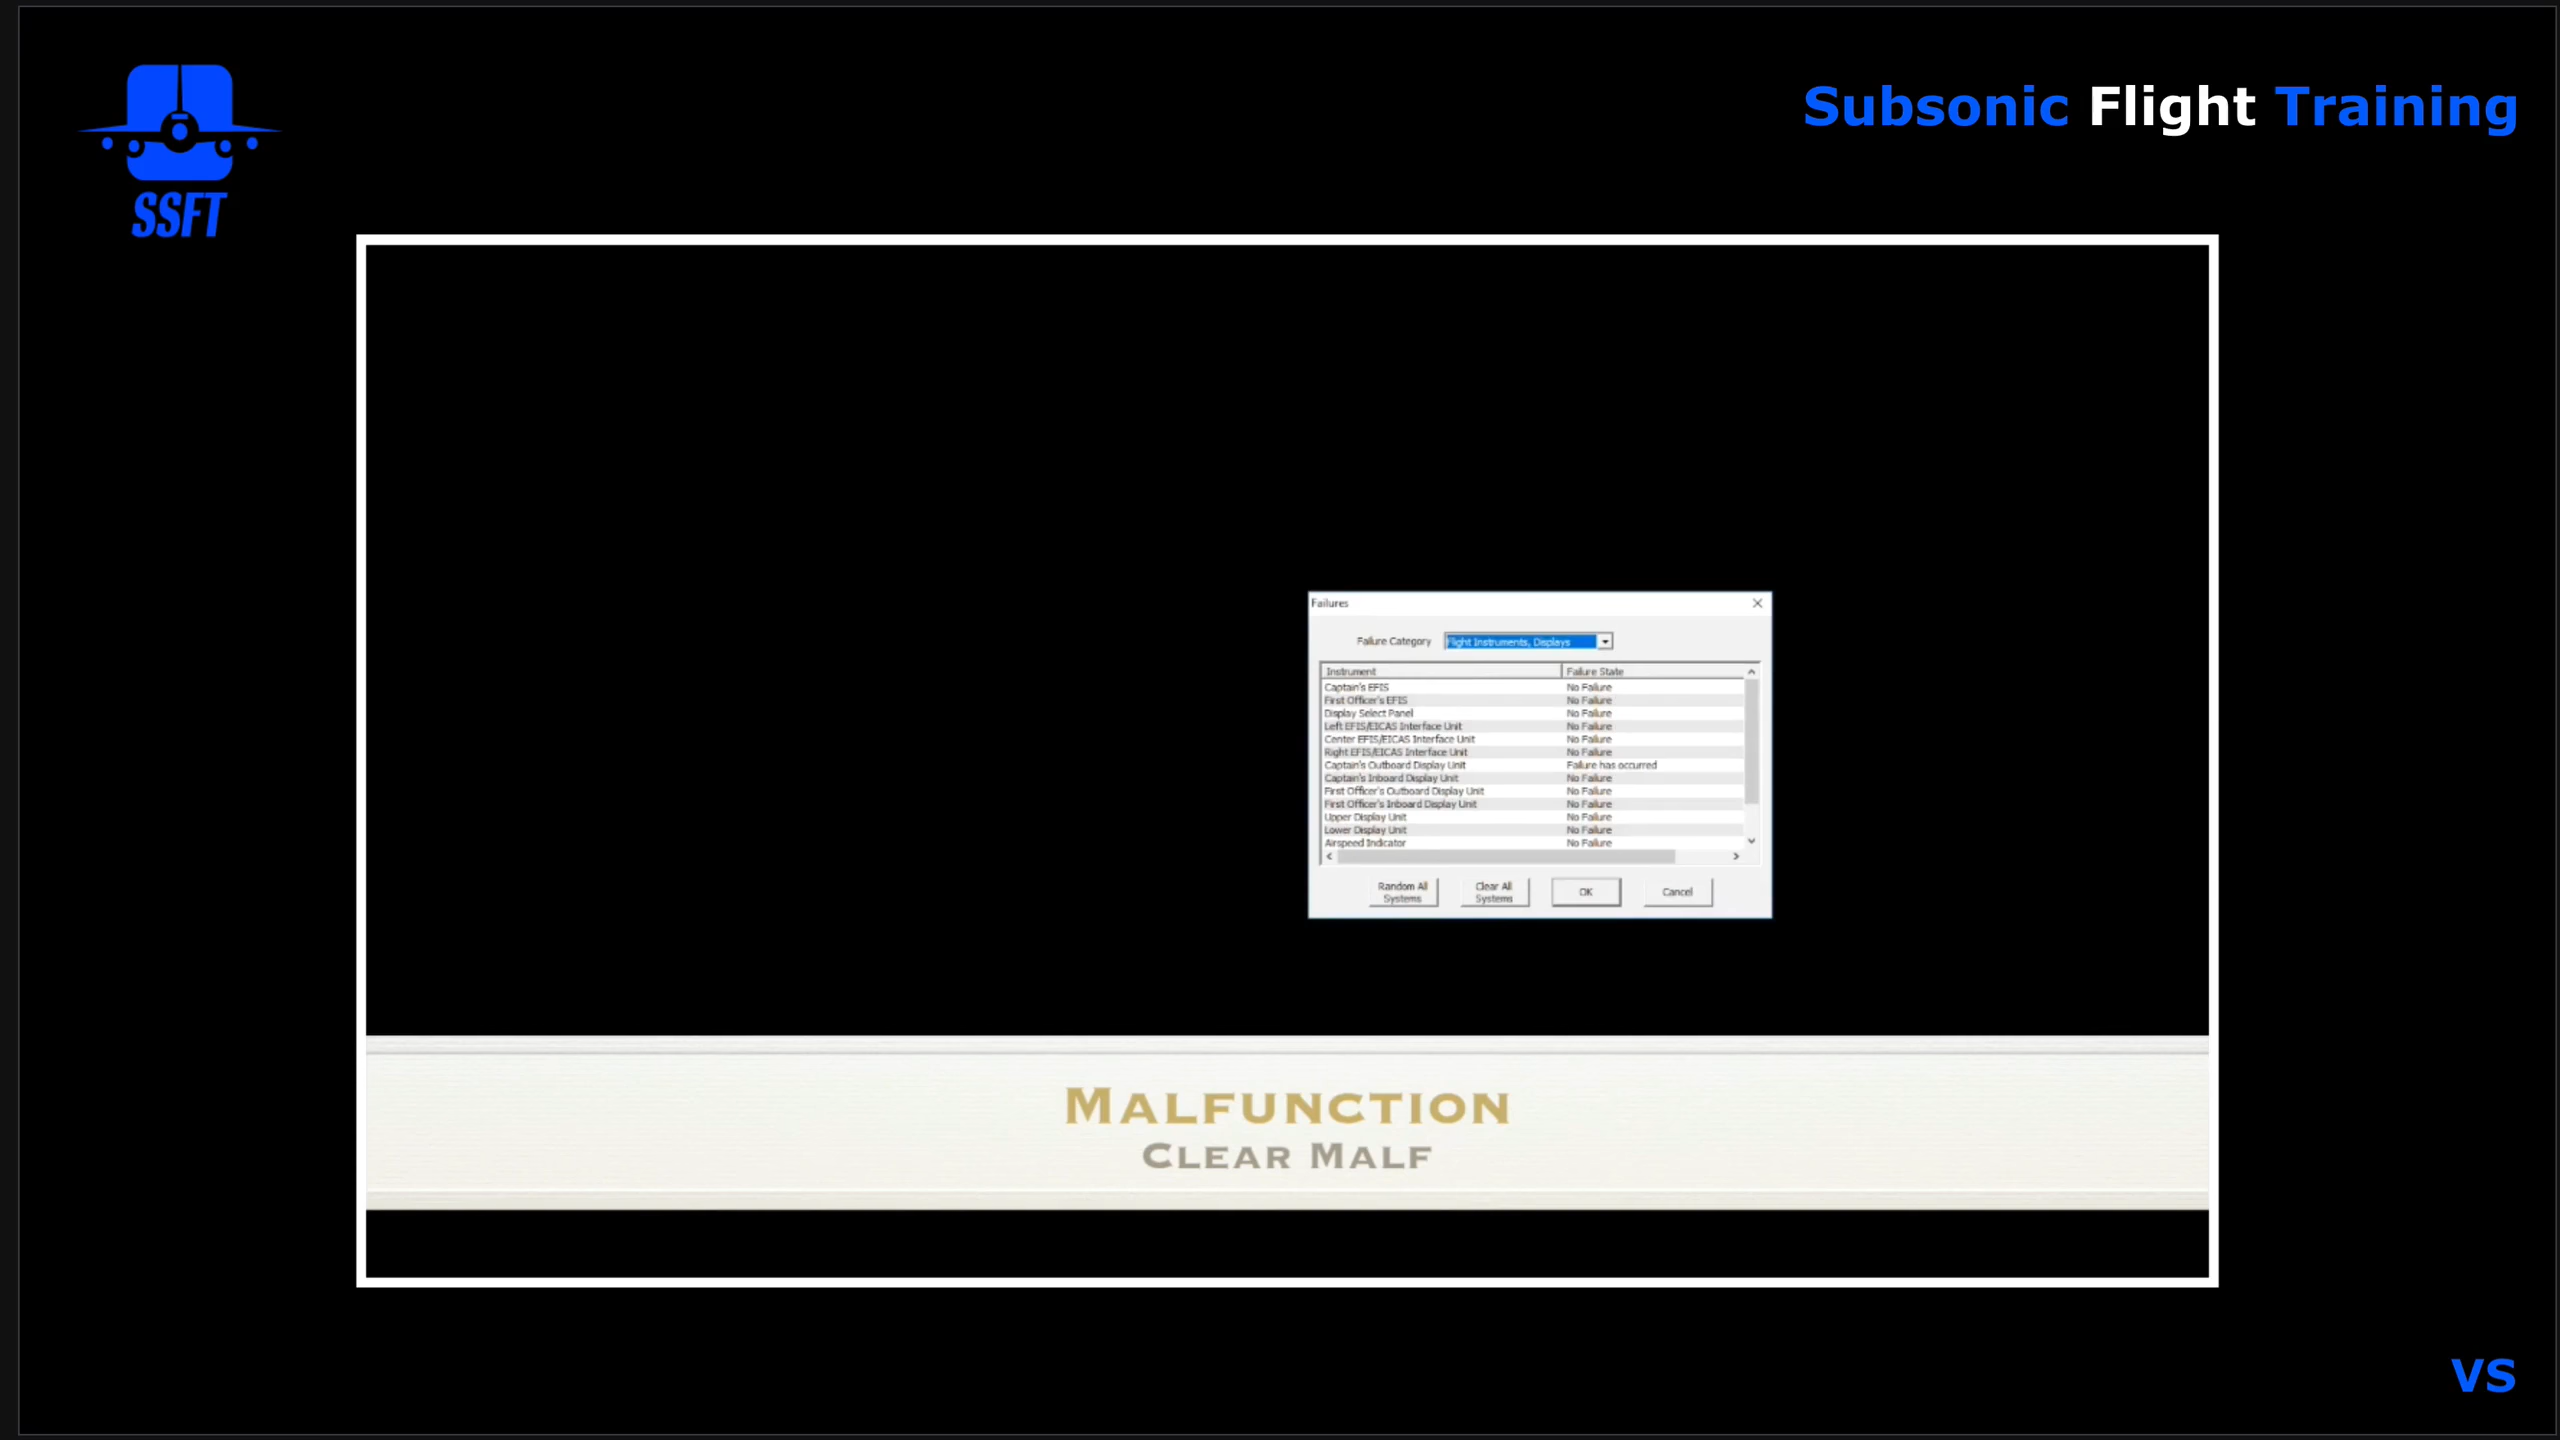 SSFT
Subsonic Flight Training
Failures
Failure Category Flight Instruments, Displays
Instrument Failure State
Captain's EFIS No Failure
First Officer's EFIS No Failure
Display Select Panel No Failure
Left EFIS/EICAS Interface Unit No Failure
Center EFIS/EICAS Interface Unit No Failure
Right EFIS/EICAS Interface Unit No Failure
Captain's Outboard Display Unit Failure has occurred
Captain's Inboard Display Unit No Failure
First Officer's Outboard Display Unit No Failure
First Officer's Inboard Display Unit No Failure
Upper Display Unit No Failure
Lower Display Unit No Failure
Airspeed Indicator No Failure
Random All Systems
Clear All Systems
OK
Cancel
MALFUNCTION
CLEAR MALF
VS